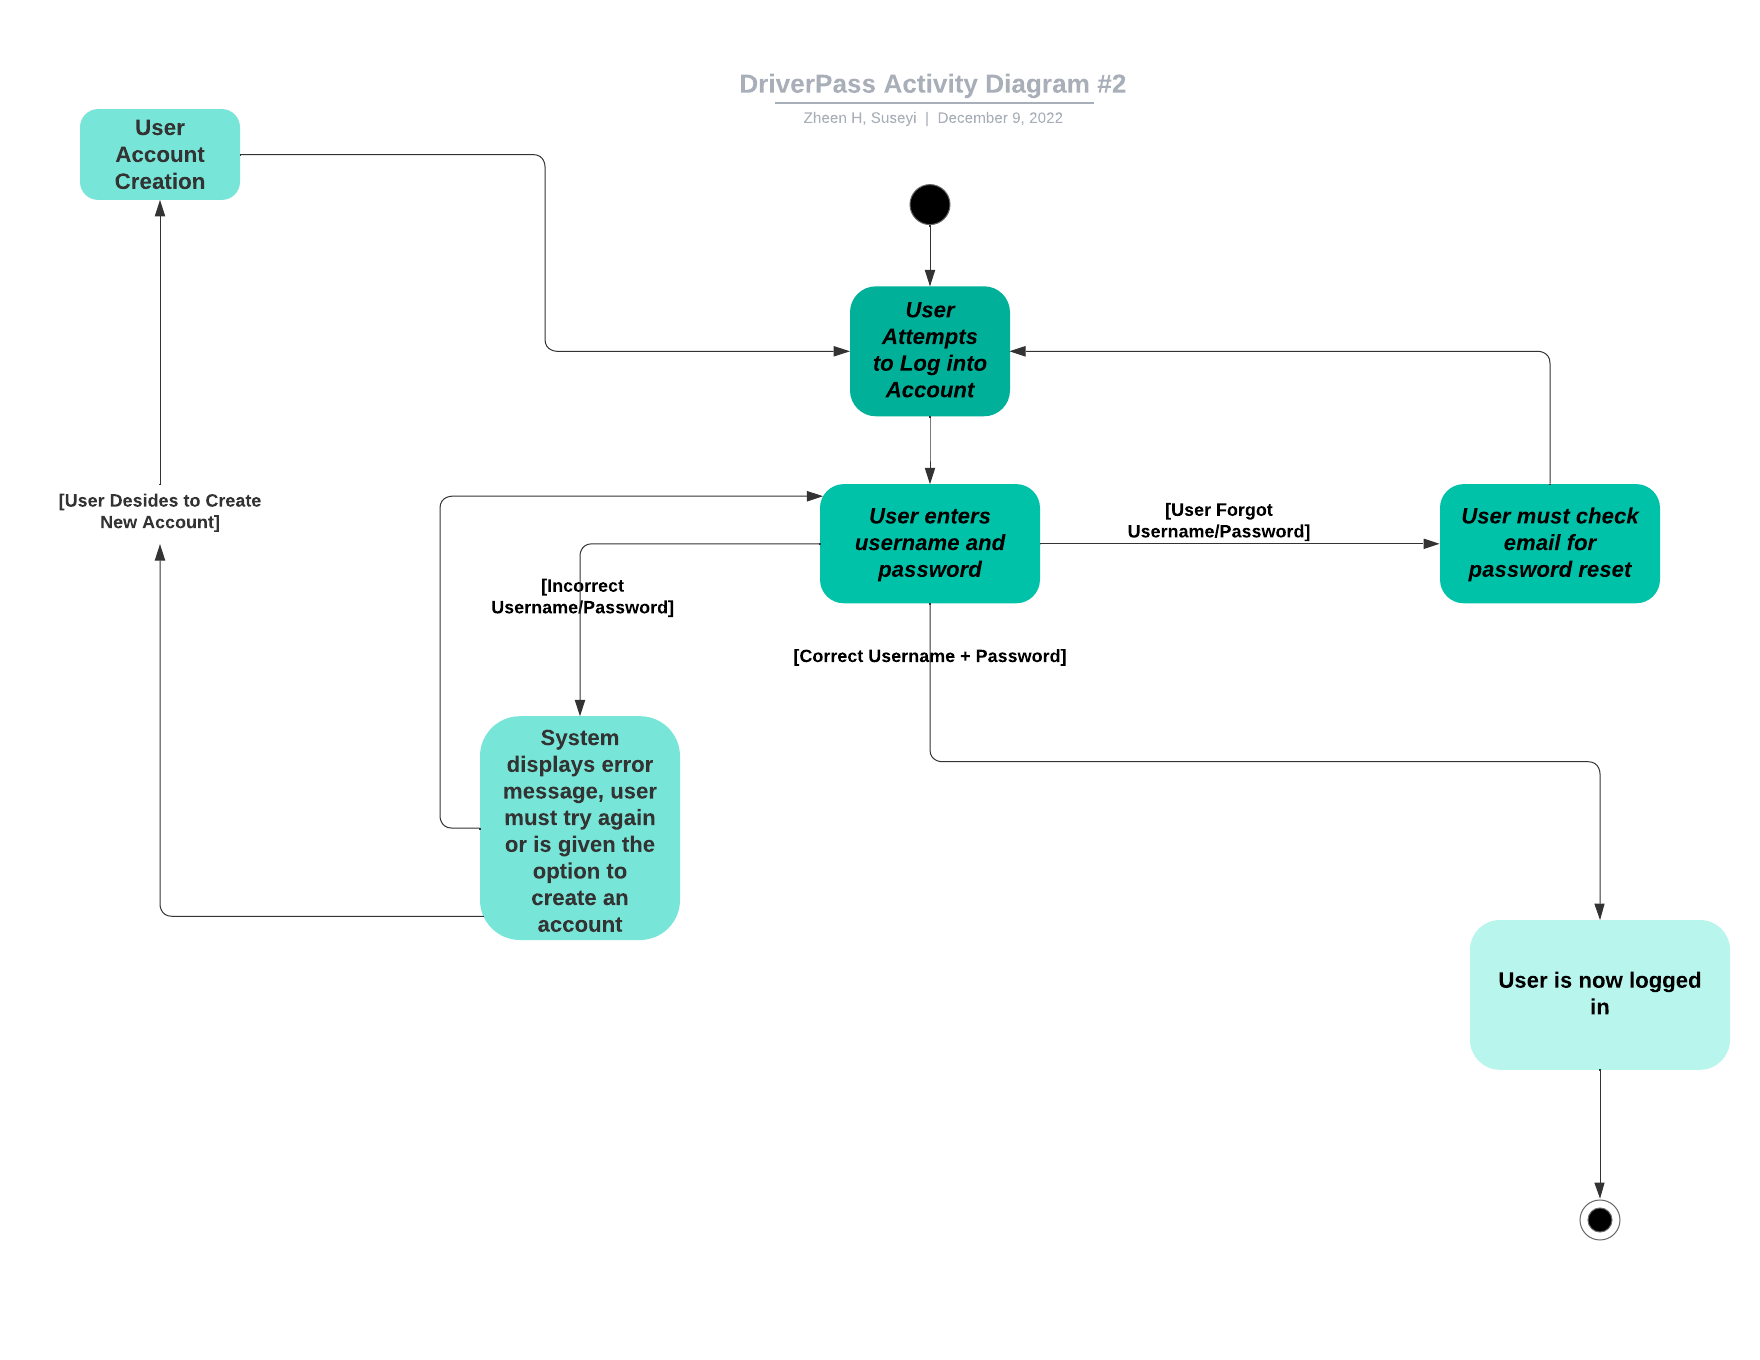 DriverPass Activity Diagram #2
Zheen H, Suseyi | December 9, 2022
User
Account
Creation
User
Attempts
to Log into
Account
[User Desides to Create
New Account]
User enters
username and
password
[User Forgot
Username/Password]
User must check
email for
password reset
[Incorrect
Username/Password]
[Correct Username + Password]
System
displays error
message, user
must try again
or is given the
option to
create an
account
User is now logged
in